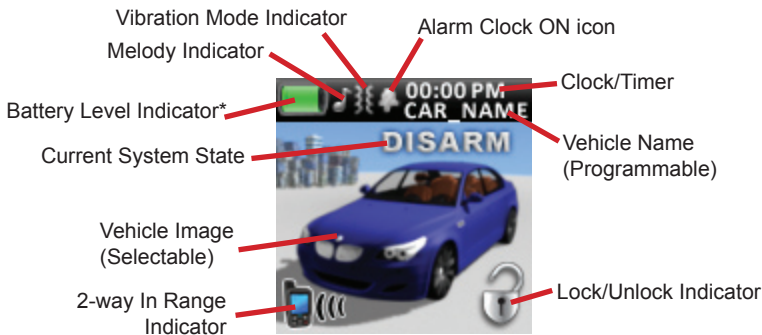 Vibration Mode Indicator
Melody Indicator
Alarm Clock ON icon
Battery Level Indicator*
Clock/Timer
00:00 PM
CAR_NAME
Current System State
DISARM
Vehicle Name
(Programmable)
Vehicle Image
(Selectable)
2-way In Range
Indicator
Lock/Unlock Indicator